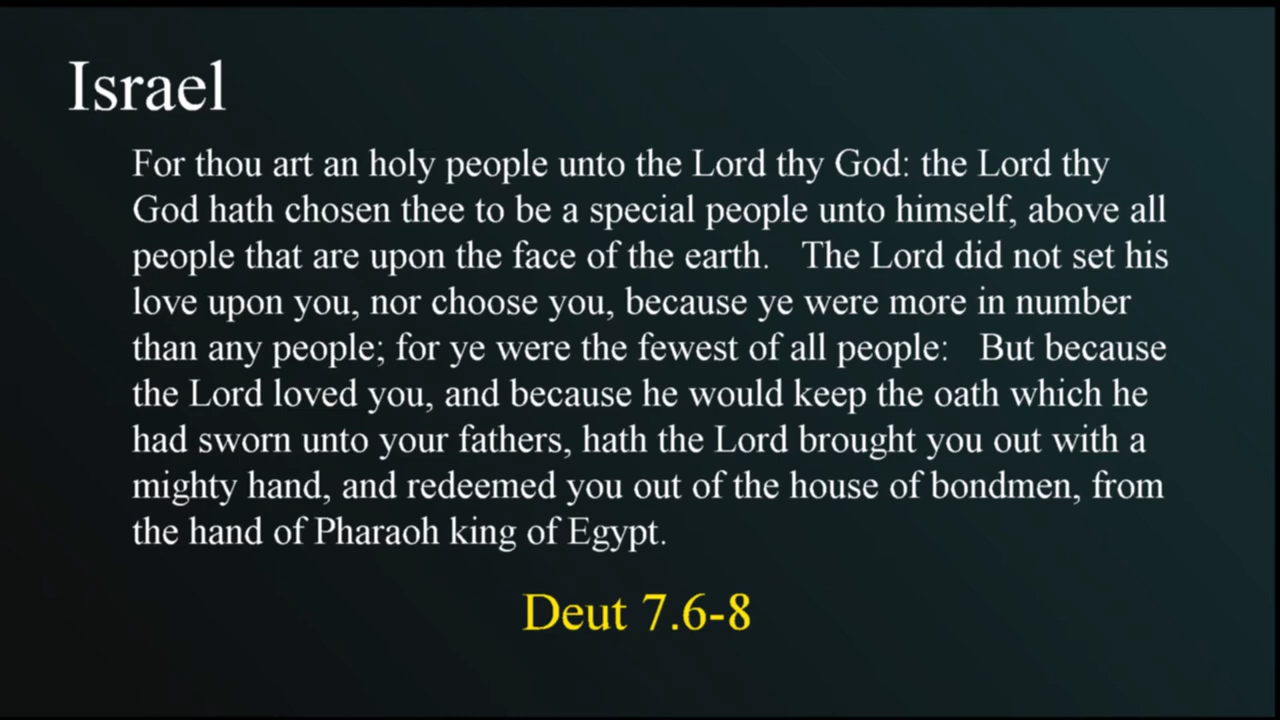 Israel
For thou art an holy people unto the Lord thy God: the Lord thy
God hath chosen thee to be a special people unto himself, above all
people that are upon the face of the earth.   The Lord did not set his
love upon you, nor choose you, because ye were more in number
than any people; for ye were the fewest of all people:   But because
the Lord loved you, and because he would keep the oath which he
had sworn unto your fathers, hath the Lord brought you out with a
mighty hand, and redeemed you out of the house of bondmen, from
the hand of Pharaoh king of Egypt.
Deut 7.6-8